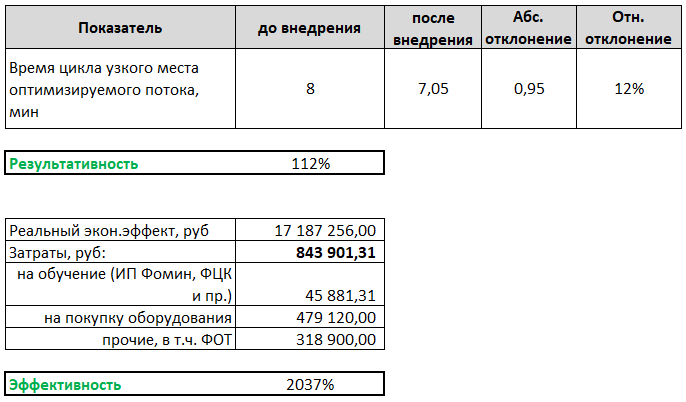 Показатель до внедрения после внедрения Абс. отклонение Отн. отклонение
Время цикла узкого места
оптимизируемого потока,
мин 8 7,05 0,95 12%
Результативность 112%
Реальный экон.эффект, руб 17 187 256,00
Затраты, руб: 843 901,31
на обучение (ИП Фомин, ФЦК
и пр.) 45 881,31
на покупку оборудования 479 120,00
прочие, в т.ч. ФОТ 318 900,00
Эффективность 2037%